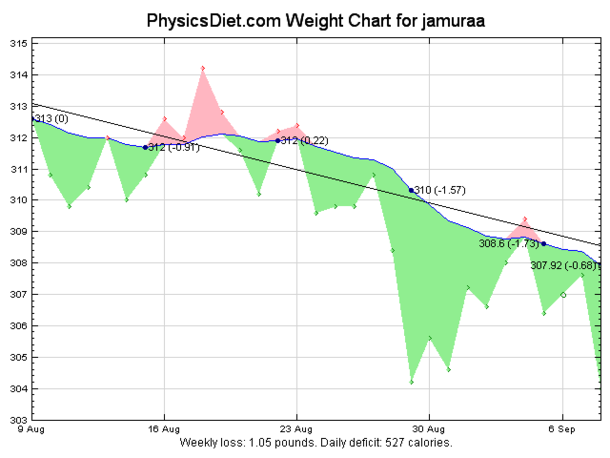 PhysicsDiet.com Weight Chart for jamuraa
315
314
313
312
311
310
309
308
307
306
305
304
303
313 (0)
312 (-0.91)
312 (0.22)
310 (-1.57)
308.6 (-1.73)
307.92 (-0.68)
9 Aug
16 Aug
23 Aug
30 Aug
6 Sep
Weekly loss: 1.05 pounds. Daily deficit: 527 calories.